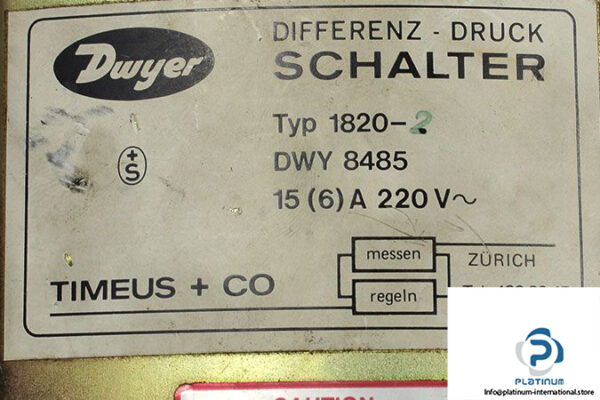 Dwyer
DIFFERENZ - DRUCK
SCHALTER
Typ 1820-2
DWY 8485
15 (6) A 220 V~
+
S
messen
regeln
ZÜRICH
TIMEUS + CO
CAUTION
PLATINUM
Info@platinum-international.store